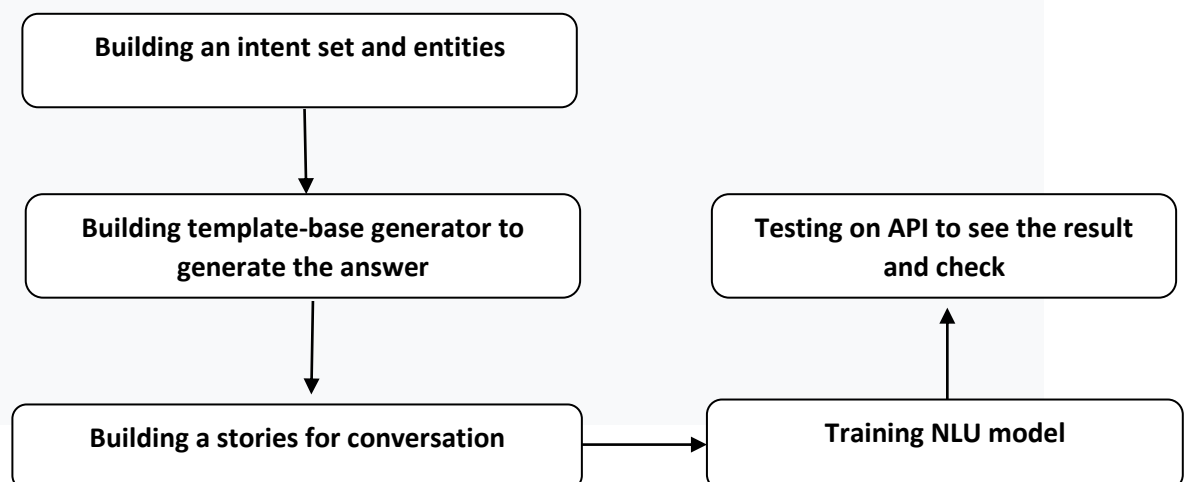 Building an intent set and entities
Building template-base generator to
generate the answer
Building a stories for conversation
Training NLU model
Testing on API to see the result
and check